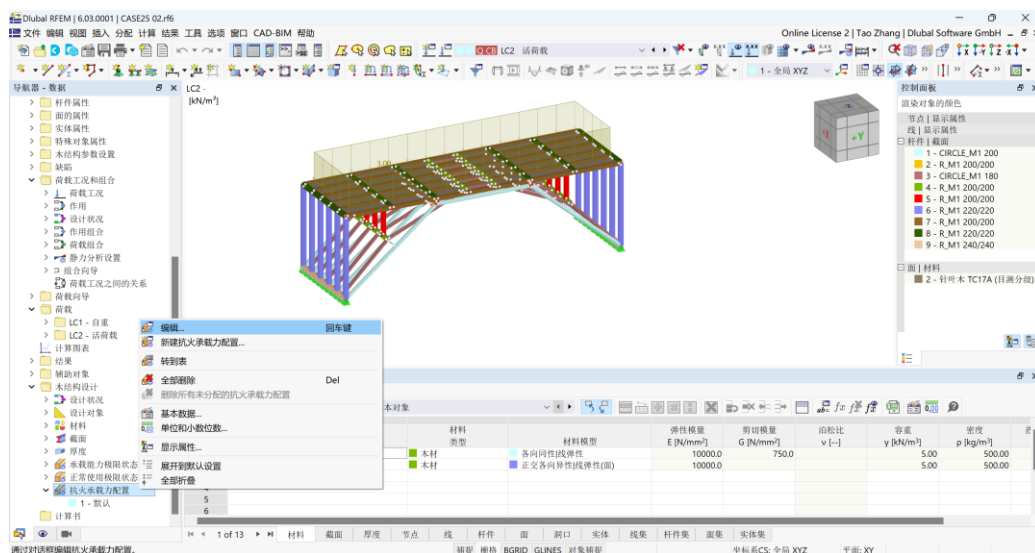 Dlubal RFEM | 6.03.0001 | CASE25 02.rf6
文件 编辑 视图 插入 分配 计算 结果 工具 选项 窗口 CAD-BIM 帮助
Online License 2 | Tao Zhang | Dlubal Software GmbH
QCB LC2 活荷载
1 - 全局 XYZ
导航器 - 数据
杆件属性
面的属性
实体属性
特殊对象属性
木结构参数设置
缺陷
荷载工况和组合
荷载工况
作用
设计状况
作用组合
荷载组合
静力分析设置
组合向导
荷载工况之间的关系
荷载向导
荷载
LC1 - 自重
LC2 - 活荷载
计算图表
结果
辅助对象
木结构设计
设计状况
设计对象
材料
截面
厚度
承载能力极限状态
正常使用极限状态
抗火承载力配置
1 - 默认
计算书
LC2 -
[kN/m²]
3.00
+X
+Y
-Z
编辑... 回车键
新建抗火承载力配置...
转到表
全部删除 Del
删除所有未分配的抗火承载力配置
基本数据...
单位和小数位数...
显示属性...
展开到默认设置
全部折叠
控制面板
渲染对象的颜色
节点 | 显示属性
线 | 显示属性
杆件 | 截面
1 - CIRCLE_M1 200
2 - R_M1 200/200
3 - CIRCLE_M1 180
4 - R_M1 200/200
5 - R_M1 200/200
6 - R_M1 220/220
7 - R_M1 200/200
8 - R_M1 220/220
9 - R_M1 240/240
面 | 材料
2 - 针叶木 TC17A (目测分级)
本对象
材料 弹性模量 剪切模量 泊松比 容重 密度
类型 材料模型 E [N/mm²] G [N/mm²] ν [--] γ [kN/m³] ρ [kg/m³]
木材 各向同性|线弹性 10000.0 750.0 5.00 500.00
木材 正交各向异性|线弹性(面) 10000.0 5.00 500.00
5
6
1 of 13 材料 截面 厚度 节点 线 杆件 面 洞口 实体 线集 杆件集 面集 实体集
通过对话框编辑抗火承载力配置。 捕捉 栅格 BGRID GLINES 对象捕捉 坐标系CS: 全局 XYZ 平面: XY